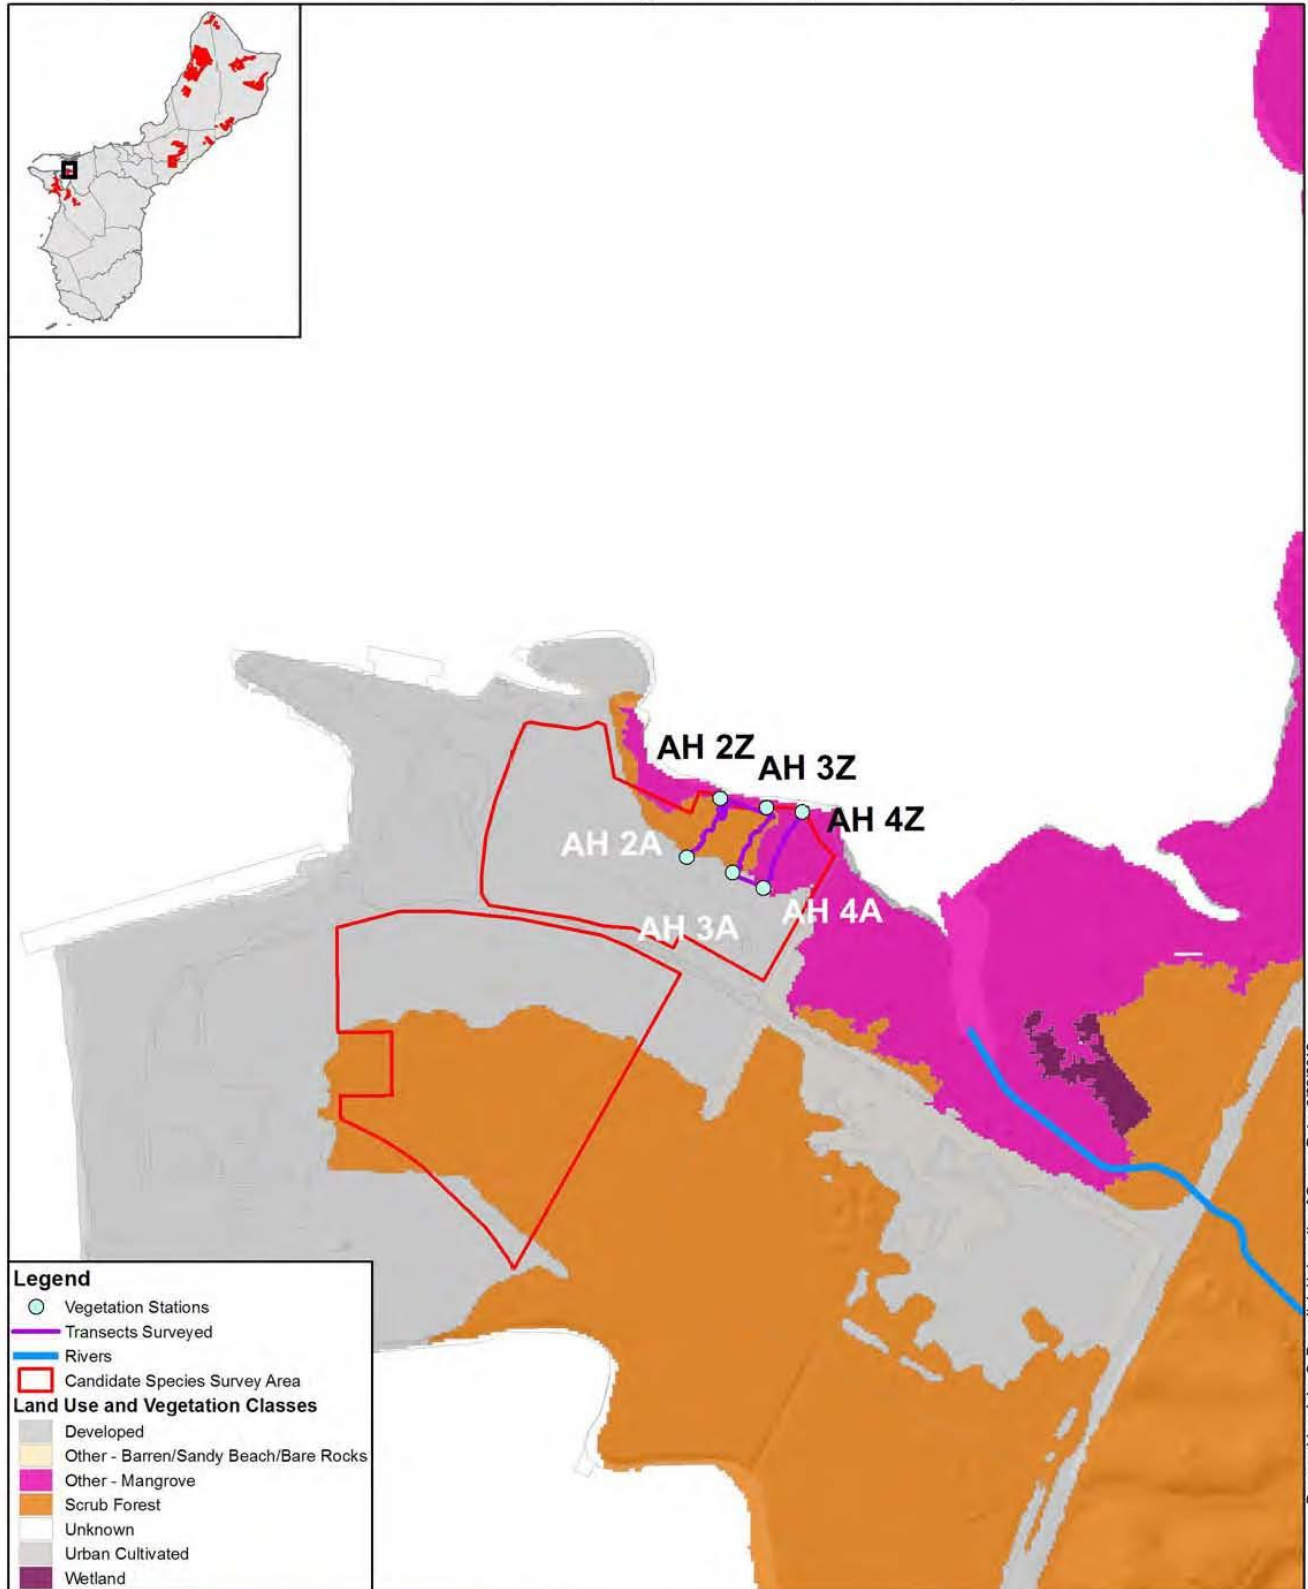 AH 2Z
AH 3Z
AH 4Z
AH 2A
AH 4A
AH 3A
Legend
Vegetation Stations
Transects Surveyed
Rivers
Candidate Species Survey Area
Land Use and Vegetation Classes
Developed
Other - Barren/Sandy Beach/Bare Rocks
Other - Mangrove
Scrub Forest
Unknown
Urban Cultivated
Wetland